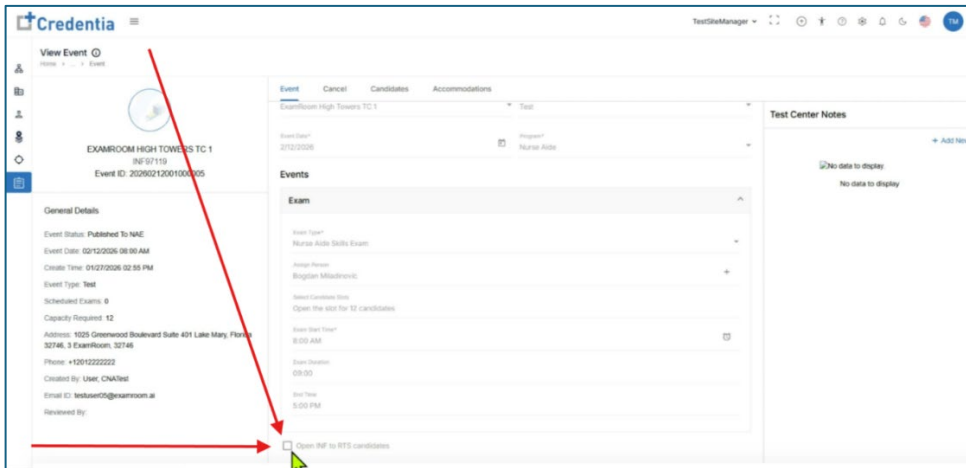 Credentia
TestSiteManager
TM
View Event
Home > ... > Event
EXAMROOM HIGH TOWERS TC 1
INF97119
Event ID: 20260212001000005
General Details
Event Status: Published To NAE
Event Date: 02/12/2026 08:00 AM
Create Time: 01/27/2026 02:55 PM
Event Type: Test
Scheduled Exams: 0
Capacity Required: 12
Address: 1025 Greenwood Boulevard Suite 401 Lake Mary, Florida
32746, 3 ExamRoom, 32746
Phone: +12012222222
Created By: User, CNATest
Email ID: testuser05@examroom.ai
Reviewed By:
Event Cancel Candidates Accommodations
ExamRoom High Towers TC 1
Test
Event Date*
2/12/2026
Program*
Nurse Aide
Events
Exam
Exam Type*
Nurse Aide Skills Exam
Assign Person
Bogdan Miladinovic
Select Candidate Slots
Open the slot for 12 candidates
Exam Start Time*
8:00 AM
Exam Duration
09:00
End Time
5:00 PM
Open INF to RTS candidates
Test Center Notes
+ Add New
No data to display
No data to display